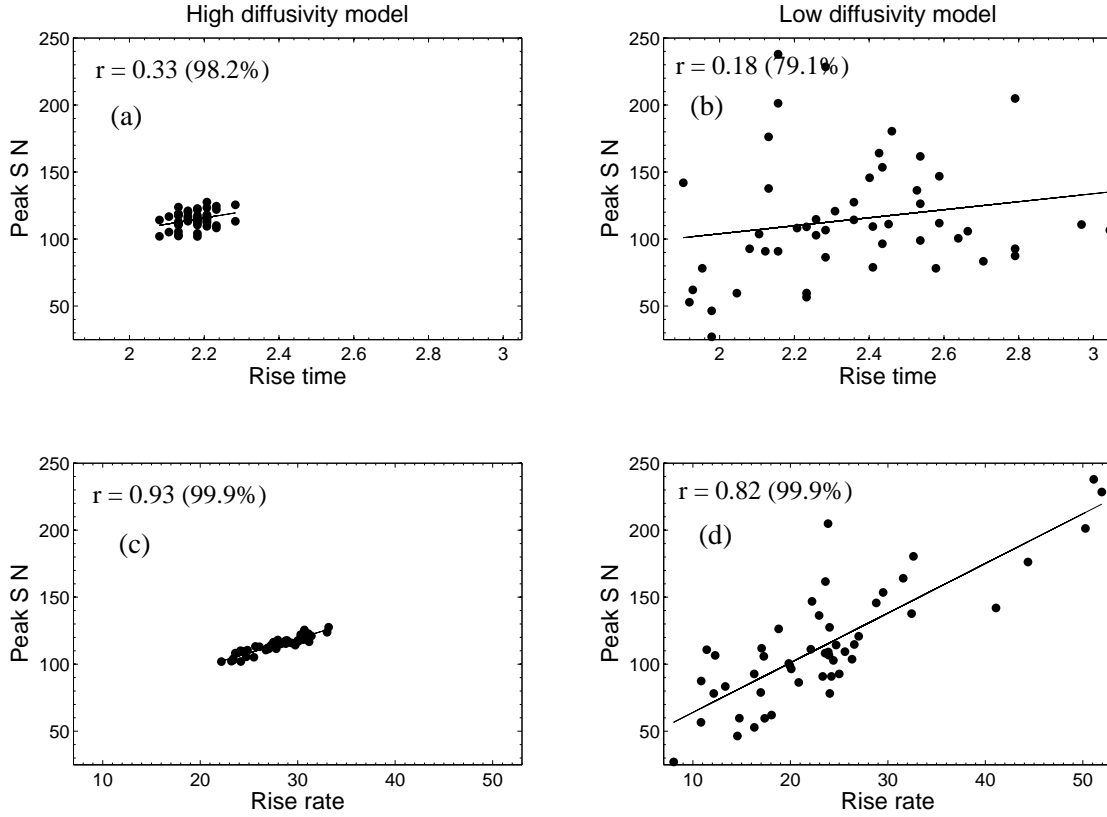 High diffusivity model
Low diffusivity model
250
200
150
100
50
Peak S N
r = 0.33 (98.2%)
(a)
2 2.2 2.4 2.6 2.8 3
Rise time
250
200
150
100
50
Peak S N
r = 0.18 (79.1%)
(b)
2 2.2 2.4 2.6 2.8 3
Rise time
250
200
150
100
50
Peak S N
r = 0.93 (99.9%)
(c)
10 20 30 40 50
Rise rate
250
200
150
100
50
Peak S N
r = 0.82 (99.9%)
(d)
10 20 30 40 50
Rise rate